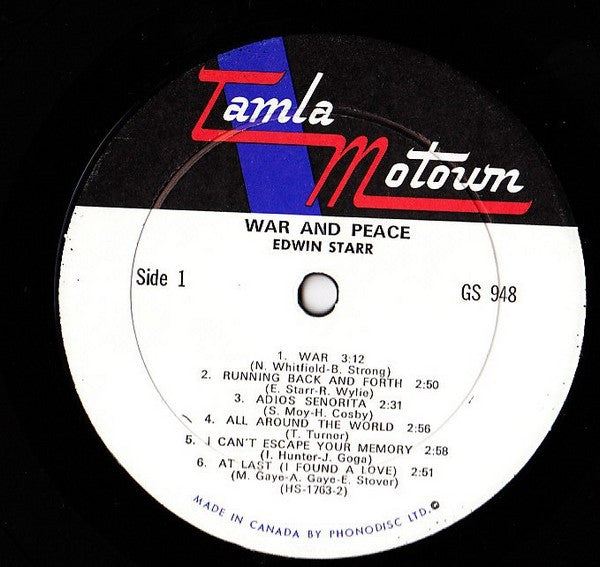 Tamla
Motown
WAR AND PEACE
EDWIN STARR
Side 1
GS 948
1. WAR 3:12
(N. Whitfield-B. Strong)
2. RUNNING BACK AND FORTH 2:50
(E. Starr-R. Wylie)
3. ADIOS SENORITA 2:31
(S. Moy-H. Cosby)
4. ALL AROUND THE WORLD 2:56
(T. Turner)
5. I CAN'T ESCAPE YOUR MEMORY 2:58
(I. Hunter-J. Goga)
6. AT LAST (I FOUND A LOVE) 2:51
(M. Gaye-A. Gaye-E. Stover)
(HS-1763-2)
MADE IN CANADA BY PHONODISC LTD.©